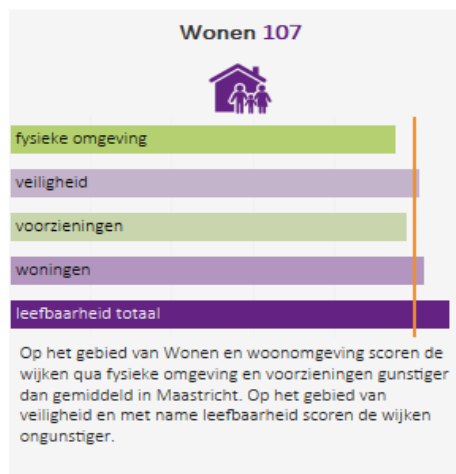 Wonen 107
fysieke omgeving
veiligheid
voorzieningen
woningen
leefbaarheid totaal
Op het gebied van Wonen en woonomgeving scoren de
wijken qua fysieke omgeving en voorzieningen gunstiger
dan gemiddeld in Maastricht. Op het gebied van
veiligheid en met name leefbaarheid scoren de wijken
ongunstiger.